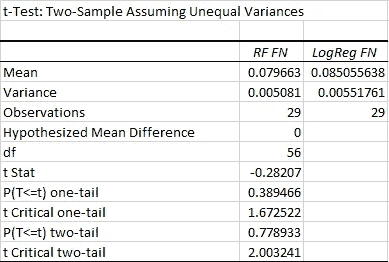 t-Test: Two-Sample Assuming Unequal Variances
RF FN LogReg FN
Mean 0.079663 0.085055638
Variance 0.005081 0.00551761
Observations 29 29
Hypothesized Mean Difference 0
df 56
t Stat -0.28207
P(T<=t) one-tail 0.389466
t Critical one-tail 1.672522
P(T<=t) two-tail 0.778933
t Critical two-tail 2.003241